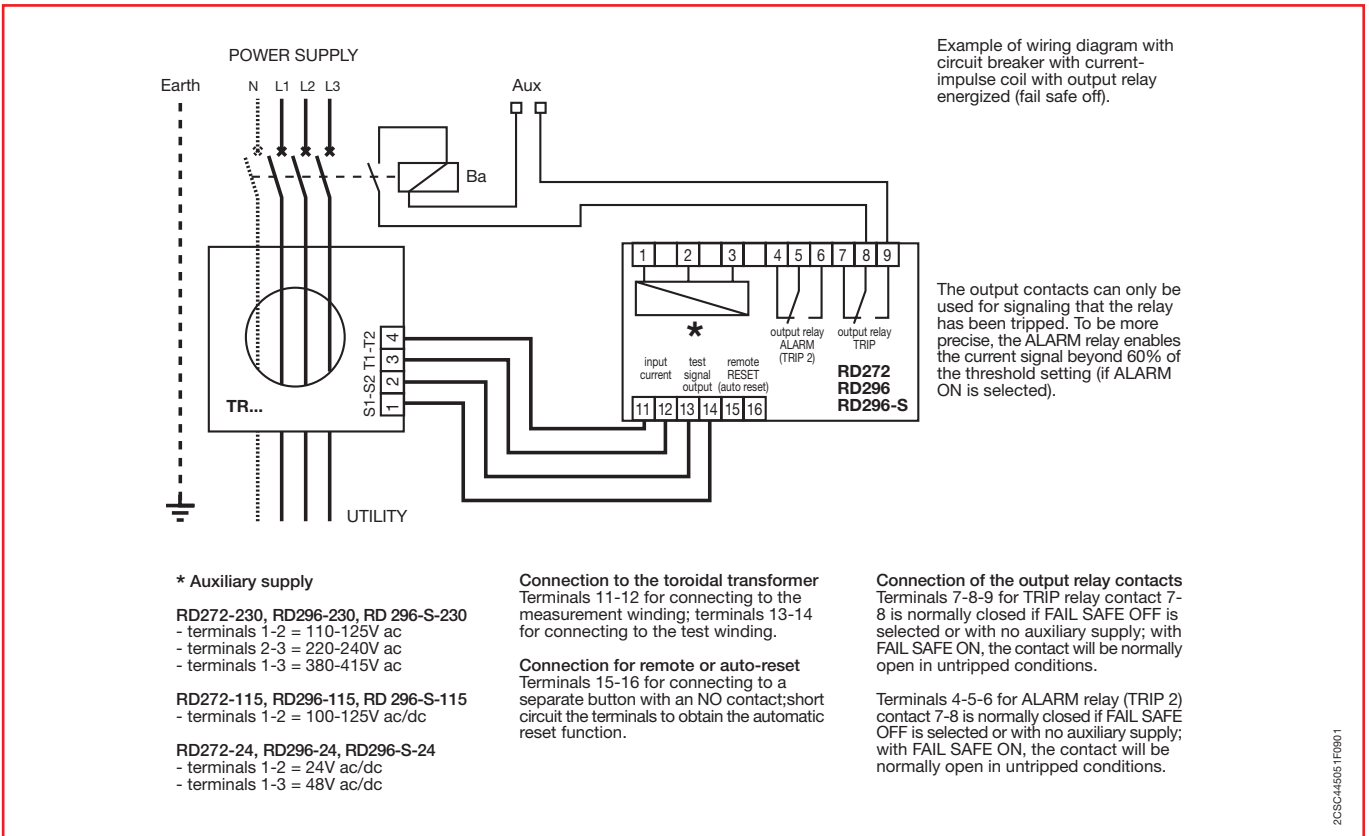 POWER SUPPLY
Earth
N L1 L2 L3
Aux
Ba
Example of wiring diagram with
circuit breaker with current-
impulse coil with output relay
energized (fail safe off).
1 2 3 4 5 6 7 8 9
*
output relay
ALARM
(TRIP 2)
output relay
TRIP
input
current
test
signal
output
remote
RESET
(auto reset)
RD272
RD296
RD296-S
11 12 13 14 15 16
The output contacts can only be
used for signaling that the relay
has been tripped. To be more
precise, the ALARM relay enables
the current signal beyond 60% of
the threshold setting (if ALARM
ON is selected).
TR...
S1-S2 T1-T2
1 2 3 4
UTILITY
* Auxiliary supply
RD272-230, RD296-230, RD 296-S-230
- terminals 1-2 = 110-125V ac
- terminals 2-3 = 220-240V ac
- terminals 1-3 = 380-415V ac
RD272-115, RD296-115, RD 296-S-115
- terminals 1-2 = 100-125V ac/dc
RD272-24, RD296-24, RD296-S-24
- terminals 1-2 = 24V ac/dc
- terminals 1-3 = 48V ac/dc
Connection to the toroidal transformer
Terminals 11-12 for connecting to the
measurement winding; terminals 13-14
for connecting to the test winding.
Connection for remote or auto-reset
Terminals 15-16 for connecting to a
separate button with an NO contact;short
circuit the terminals to obtain the automatic
reset function.
Connection of the output relay contacts
Terminals 7-8-9 for TRIP relay contact 7-
8 is normally closed if FAIL SAFE OFF is
selected or with no auxiliary supply; with
FAIL SAFE ON, the contact will be normally
open in untripped conditions.
Terminals 4-5-6 for ALARM relay (TRIP 2)
contact 7-8 is normally closed if FAIL SAFE
OFF is selected or with no auxiliary supply;
with FAIL SAFE ON, the contact will be
normally open in untripped conditions.
2CSC445051F0901